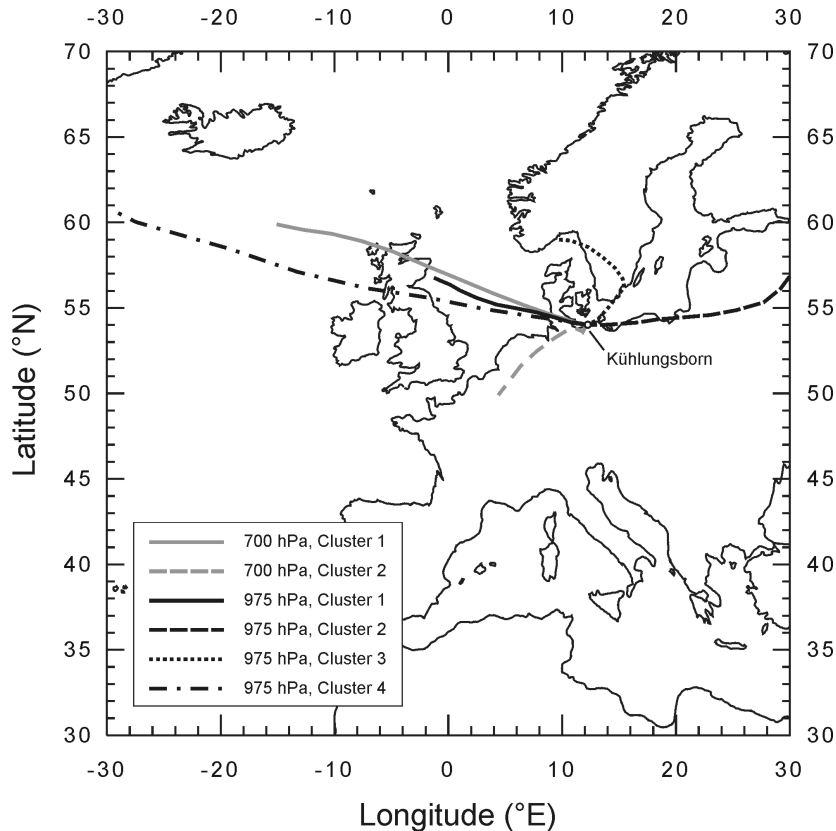 -30 -20 -10 0 10 20 30
70 70
65 65
60 60
55 55
Kühlungsborn
50 50
45 45
40 40
35 35
30 30
700 hPa, Cluster 1
700 hPa, Cluster 2
975 hPa, Cluster 1
975 hPa, Cluster 2
975 hPa, Cluster 3
975 hPa, Cluster 4
-30 -20 -10 0 10 20 30
Latitude (°N)
Longitude (°E)